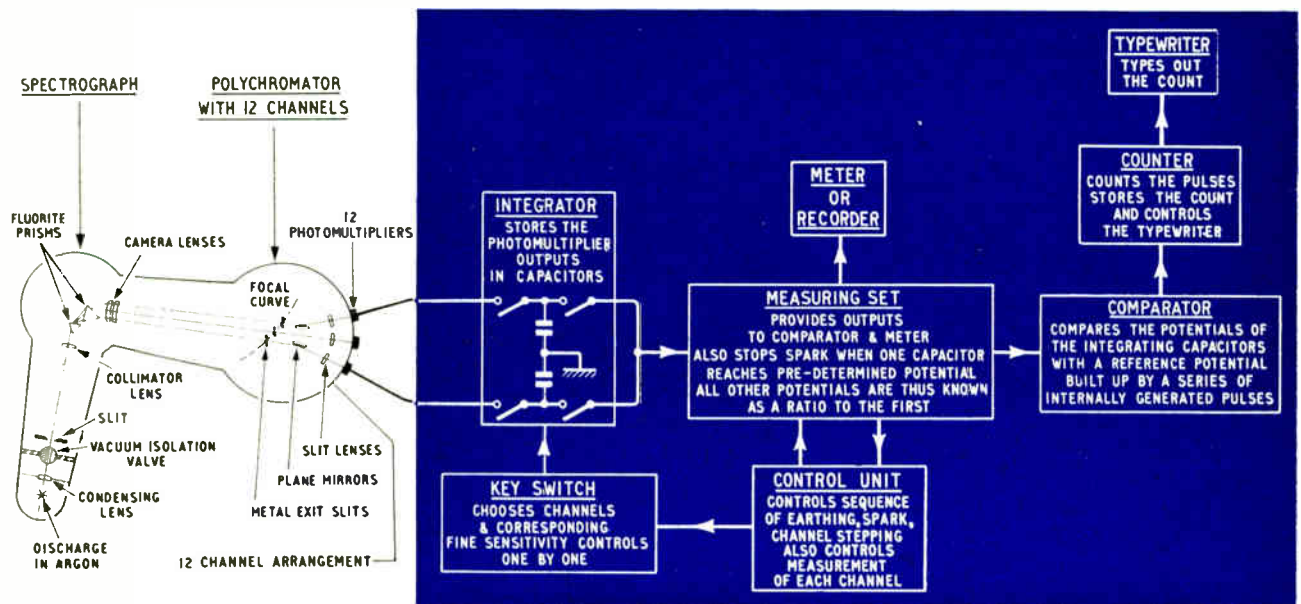 SPECTROGRAPH
POLYCHROMATOR
WITH 12 CHANNELS
FLUORITE
PRISMS
CAMERA LENSES
12
PHOTOMULTIPLIERS
FOCAL
CURVE
COLLIMATOR
LENS
SLIT
VACUUM ISOLATION
VALVE
CONDENSING
LENS
DISCHARGE
IN ARGON
SLIT LENSES
PLANE MIRRORS
METAL EXIT SLITS
12 CHANNEL ARRANGEMENT
INTEGRATOR
STORES THE
PHOTOMULTIPLIER
OUTPUTS
IN CAPACITORS
KEY SWITCH
CHOOSES CHANNELS
& CORRESPONDING
FINE SENSITIVITY CONTROLS
ONE BY ONE
METER
OR
RECORDER
MEASURING SET
PROVIDES OUTPUTS
TO COMPARATOR & METER
ALSO STOPS SPARK WHEN ONE CAPACITOR
REACHES PRE-DETERMINED POTENTIAL
ALL OTHER POTENTIALS ARE THUS KNOWN
AS A RATIO TO THE FIRST
CONTROL UNIT
CONTROLS SEQUENCE
OF EARTHING, SPARK,
CHANNEL STEPPING
ALSO CONTROLS
MEASUREMENT
OF EACH CHANNEL
TYPEWRITER
TYPES OUT
THE COUNT
COUNTER
COUNTS THE PULSES
STORES THE COUNT
AND CONTROLS
THE TYPEWRITER
COMPARATOR
COMPARES THE POTENTIALS OF
THE INTEGRATING CAPACITORS
WITH A REFERENCE POTENTIAL
BUILT UP BY A SERIES OF
INTERNALLY GENERATED PULSES